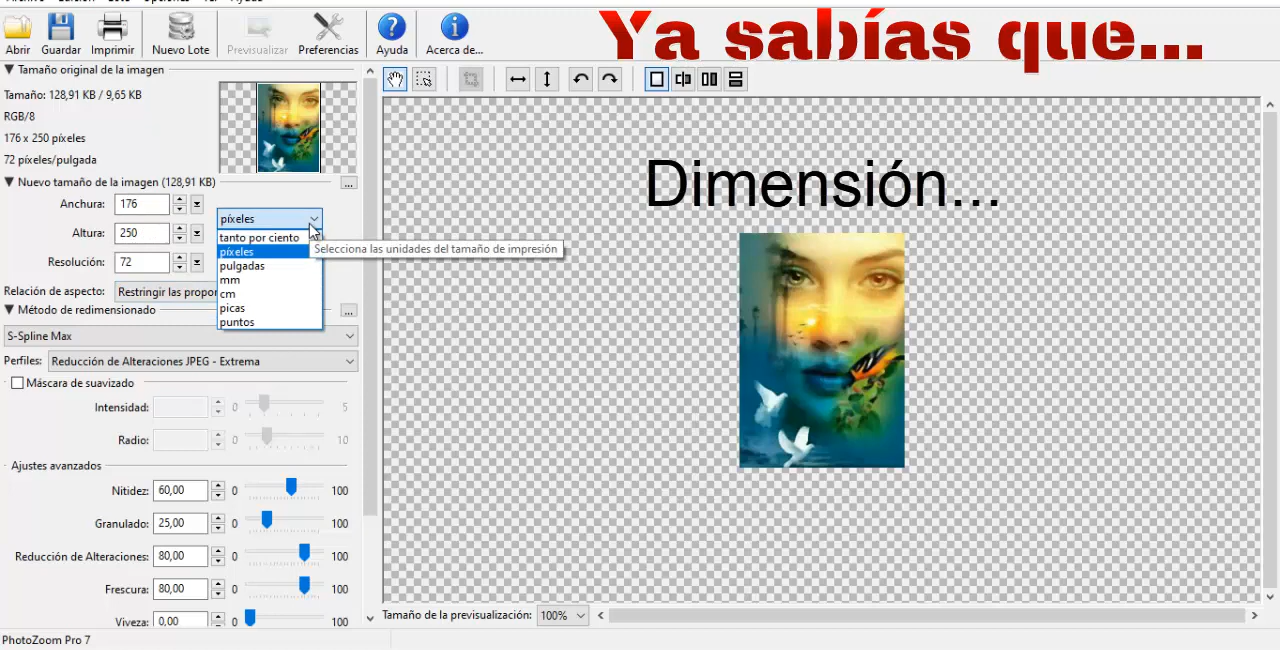 Abrir Guardar Imprimir Nuevo Lote Previsualizar Preferencias Ayuda Acerca de...
Ya sabías que...
Tamaño original de la imagen
Tamaño: 128,91 KB / 9,65 KB
RGB/8
176 x 250 píxeles
72 píxeles/pulgada
Nuevo tamaño de la imagen (128,91 KB) ...
Anchura: 176
Altura: 250
Resolución: 72
píxeles
tanto por ciento
píxeles
pulgadas
mm
cm
picas
puntos
Selecciona las unidades del tamaño de impresión
Relación de aspecto: Restringir las propor
Método de redimensionado ...
S-Spline Max
Perfiles: Reducción de Alteraciones JPEG - Extrema
Máscara de suavizado
Intensidad: 0 5
Radio: 0 10
Ajustes avanzados
Nitidez: 60,00 0 100
Granulado: 25,00 0 100
Reducción de Alteraciones: 80,00 0 100
Frescura: 80,00 0 100
Viveza: 0,00 0 100
Dimensión...
Tamaño de la previsualización: 100%
PhotoZoom Pro 7